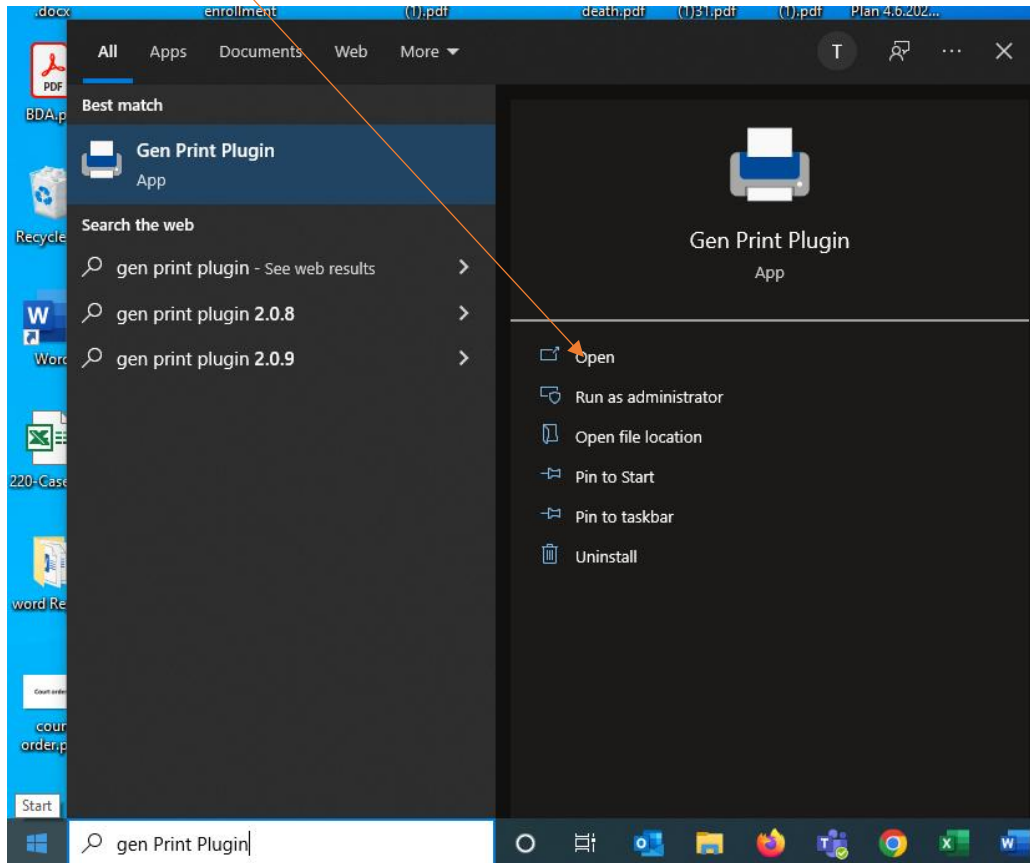 .docx enrollment (1).pdf death.pdf (1)31.pdf (1).pdf Plan 4.6.202...
All Apps Documents Web More T ... 
PDF
BDA.p
Best match
Gen Print Plugin
App
Recycle
Search the web
gen print plugin - See web results
gen print plugin 2.0.8
gen print plugin 2.0.9
W
Word
220-Case
word Re
Court order
cour
order.p
Gen Print Plugin
App
Open
Run as administrator
Open file location
Pin to Start
Pin to taskbar
Uninstall
Start
gen Print Plugin